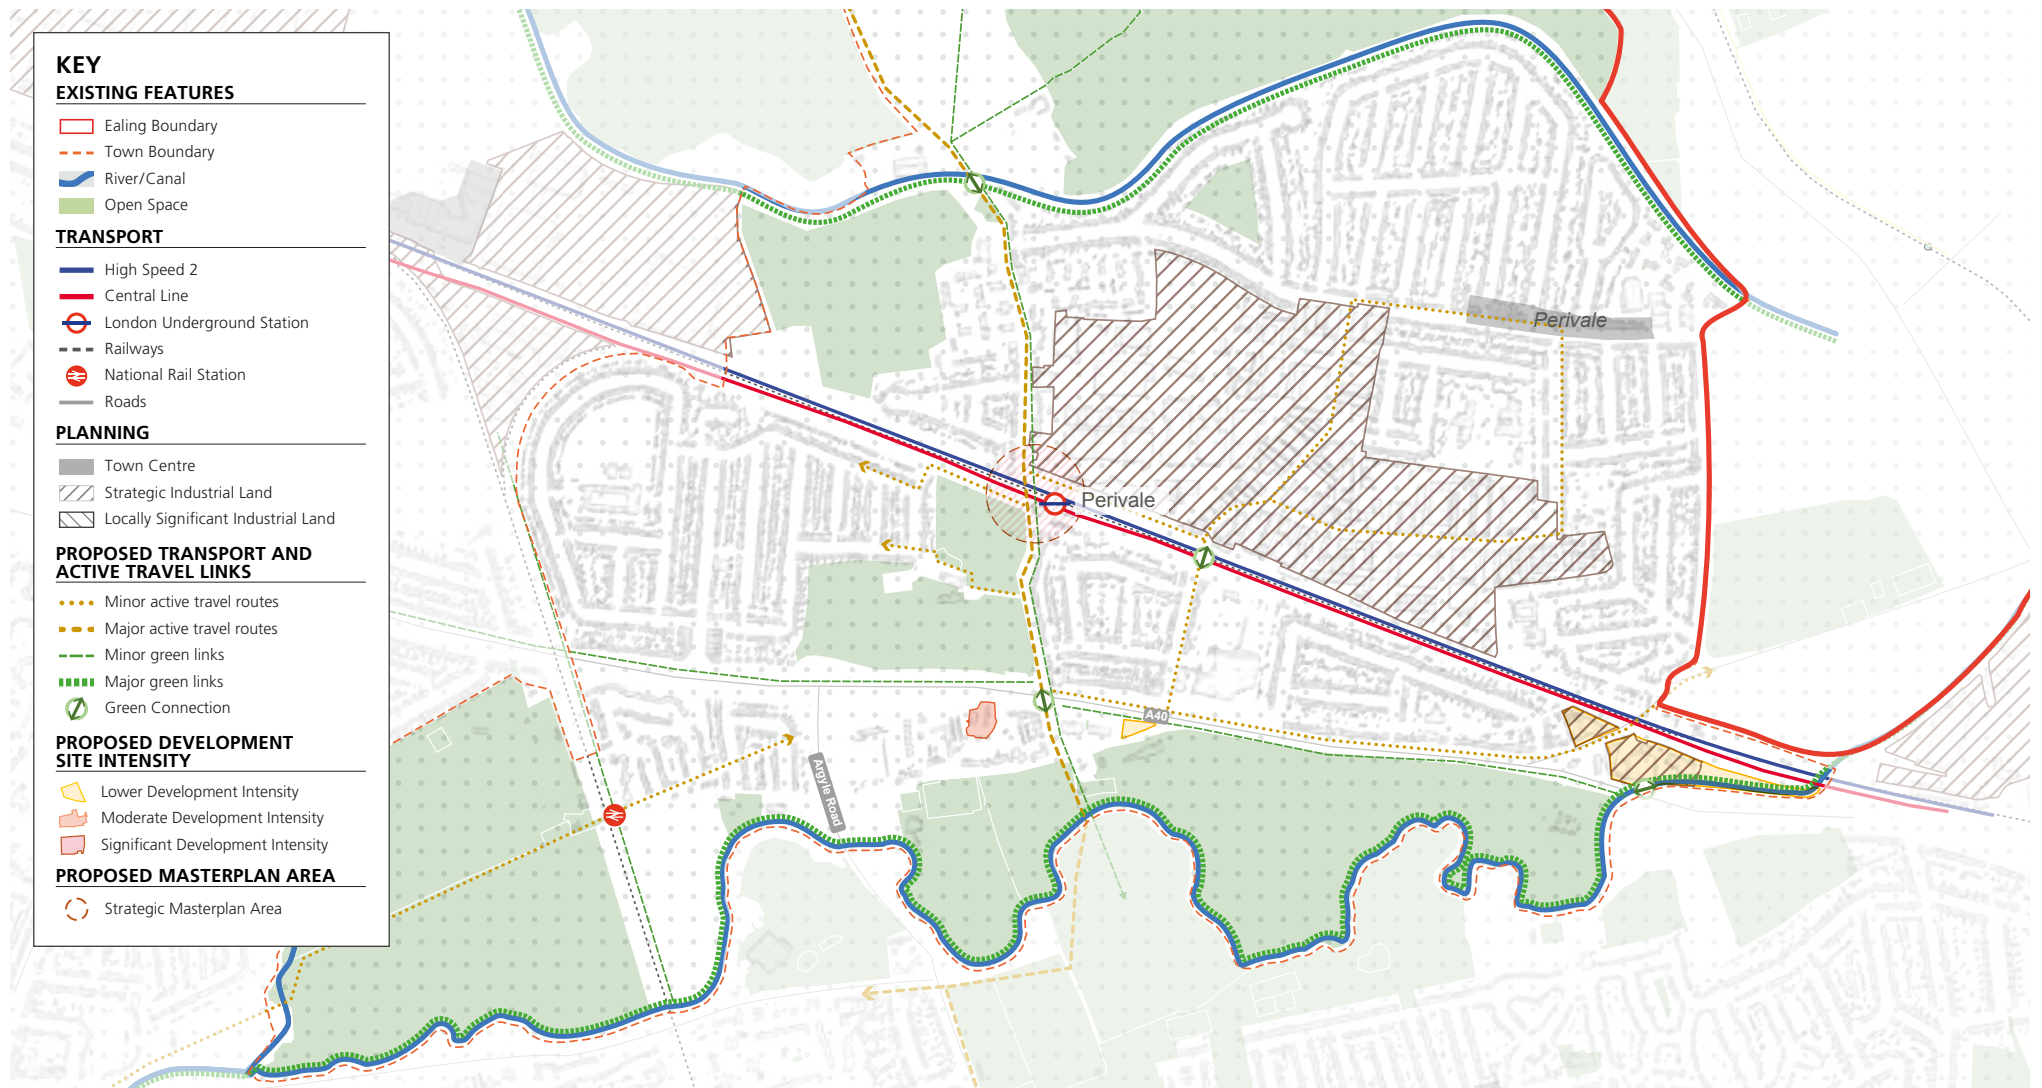 KEY
EXISTING FEATURES
Ealing Boundary
Town Boundary
River/Canal
Open Space
TRANSPORT
High Speed 2
Central Line
London Underground Station
Railways
National Rail Station
Roads
PLANNING
Town Centre
Strategic Industrial Land
Locally Significant Industrial Land
PROPOSED TRANSPORT AND
ACTIVE TRAVEL LINKS
Minor active travel routes
Major active travel routes
Minor green links
Major green links
Green Connection
PROPOSED DEVELOPMENT
SITE INTENSITY
Lower Development Intensity
Moderate Development Intensity
Significant Development Intensity
PROPOSED MASTERPLAN AREA
Strategic Masterplan Area
Perivale
Perivale
A40
Argyle Road